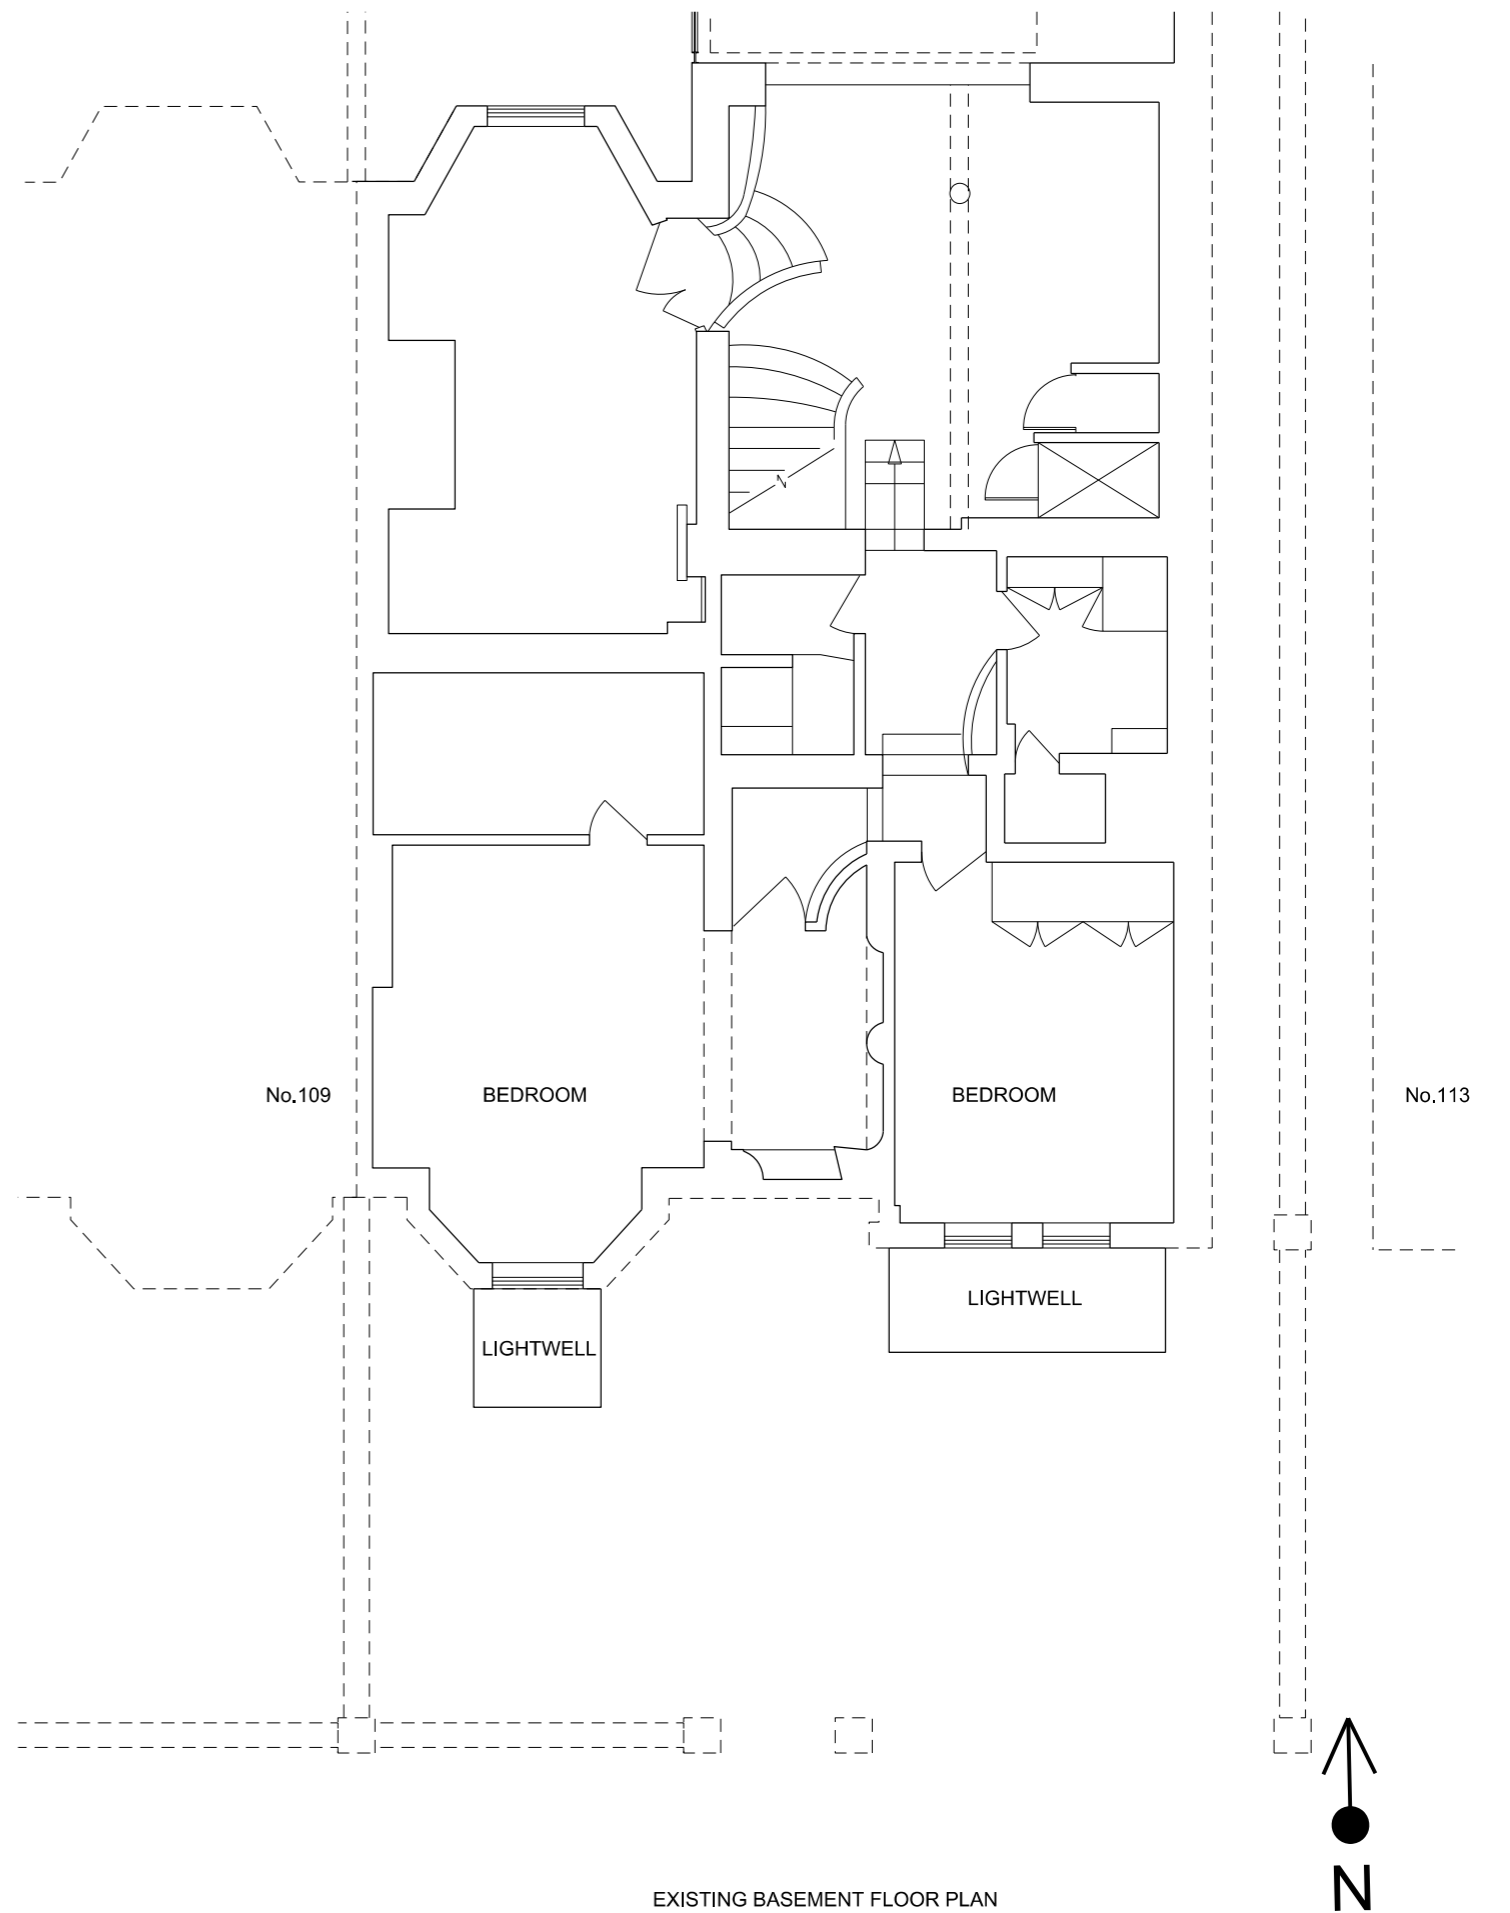 No.109
BEDROOM
BEDROOM
No.113
LIGHTWELL
LIGHTWELL
N
EXISTING BASEMENT FLOOR PLAN